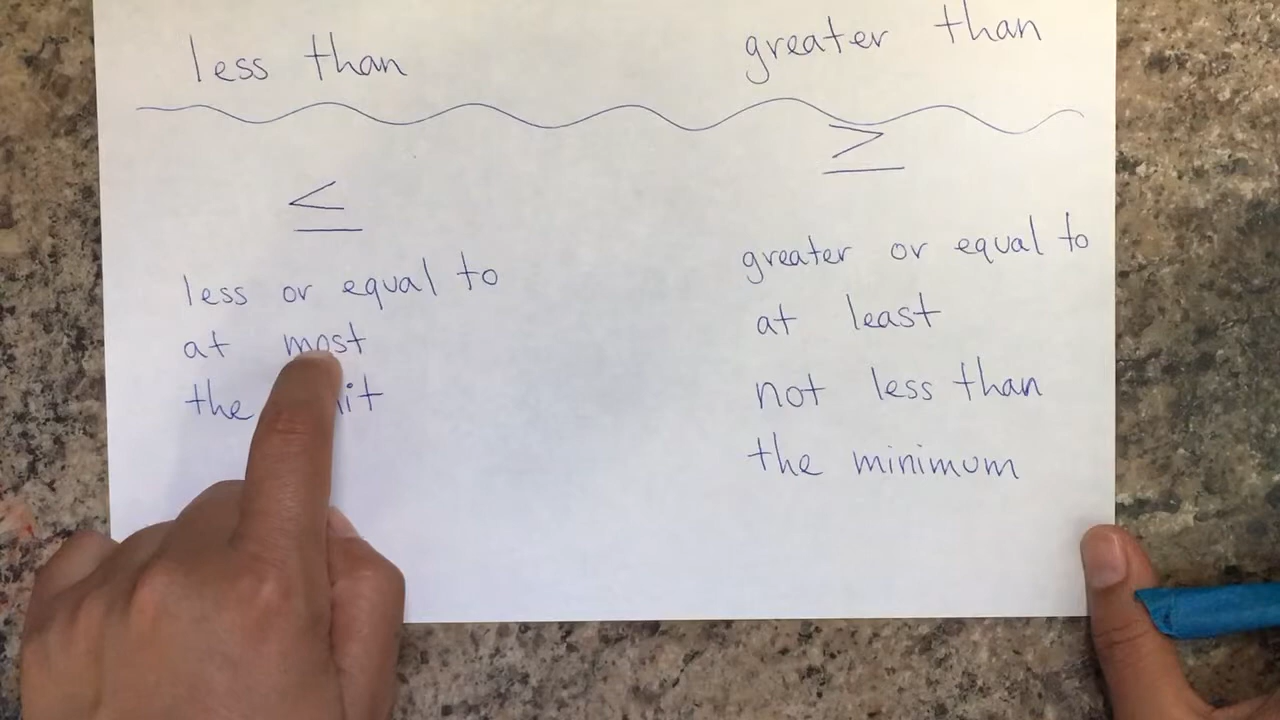 less than
greater than
≤
≥
less or equal to
at most
the
greater or equal to
at least
not less than
the minimum